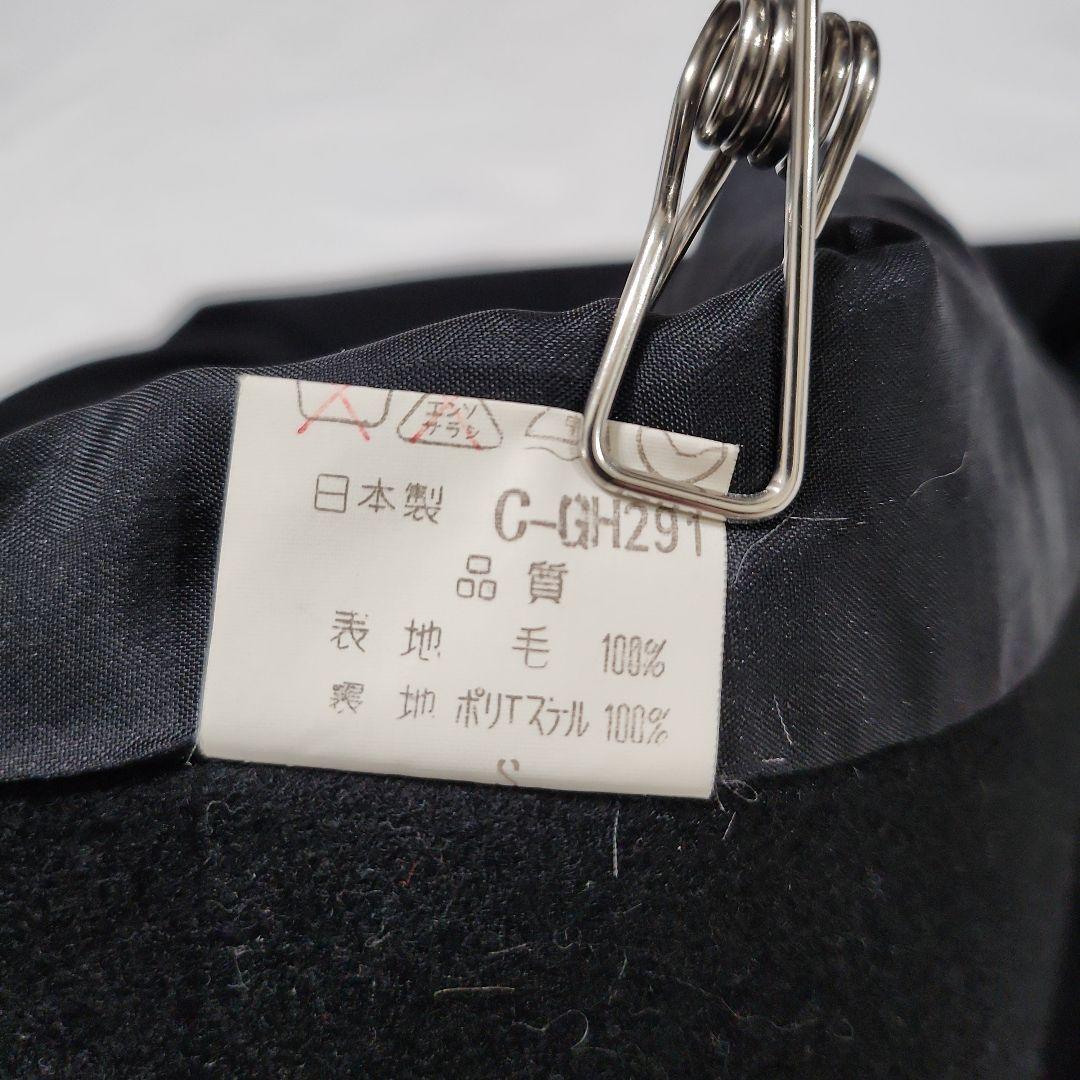 エンソ
サラシ
日本製 C-GH291
品質
表地 毛 100%
裏地 ポリエステル 100%
S